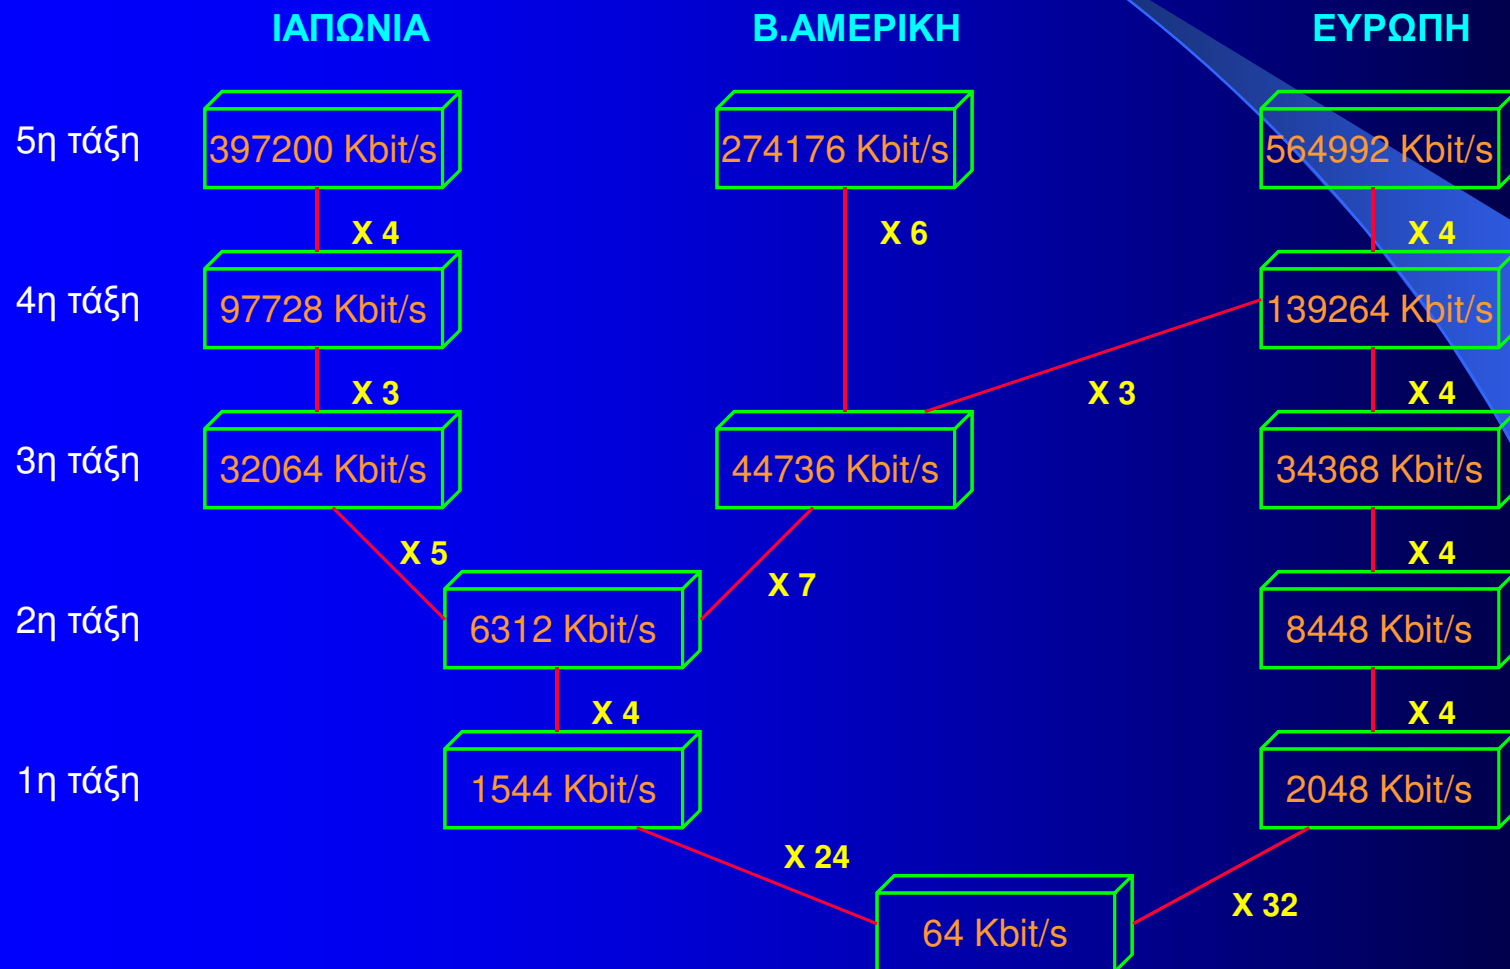 ΙΑΠΩΝΙΑ Β.ΑΜΕΡΙΚΗ ΕΥΡΩΠΗ
5η τάξη 397200 Kbit/s 274176 Kbit/s 564992 Kbit/s
X 4 X 6 X 4
4η τάξη 97728 Kbit/s 139264 Kbit/s
X 3 X 3 X 4
3η τάξη 32064 Kbit/s 44736 Kbit/s 34368 Kbit/s
X 5 X 7 X 4
2η τάξη 6312 Kbit/s 8448 Kbit/s
X 4 X 4
1η τάξη 1544 Kbit/s 2048 Kbit/s
X 24 X 32
64 Kbit/s